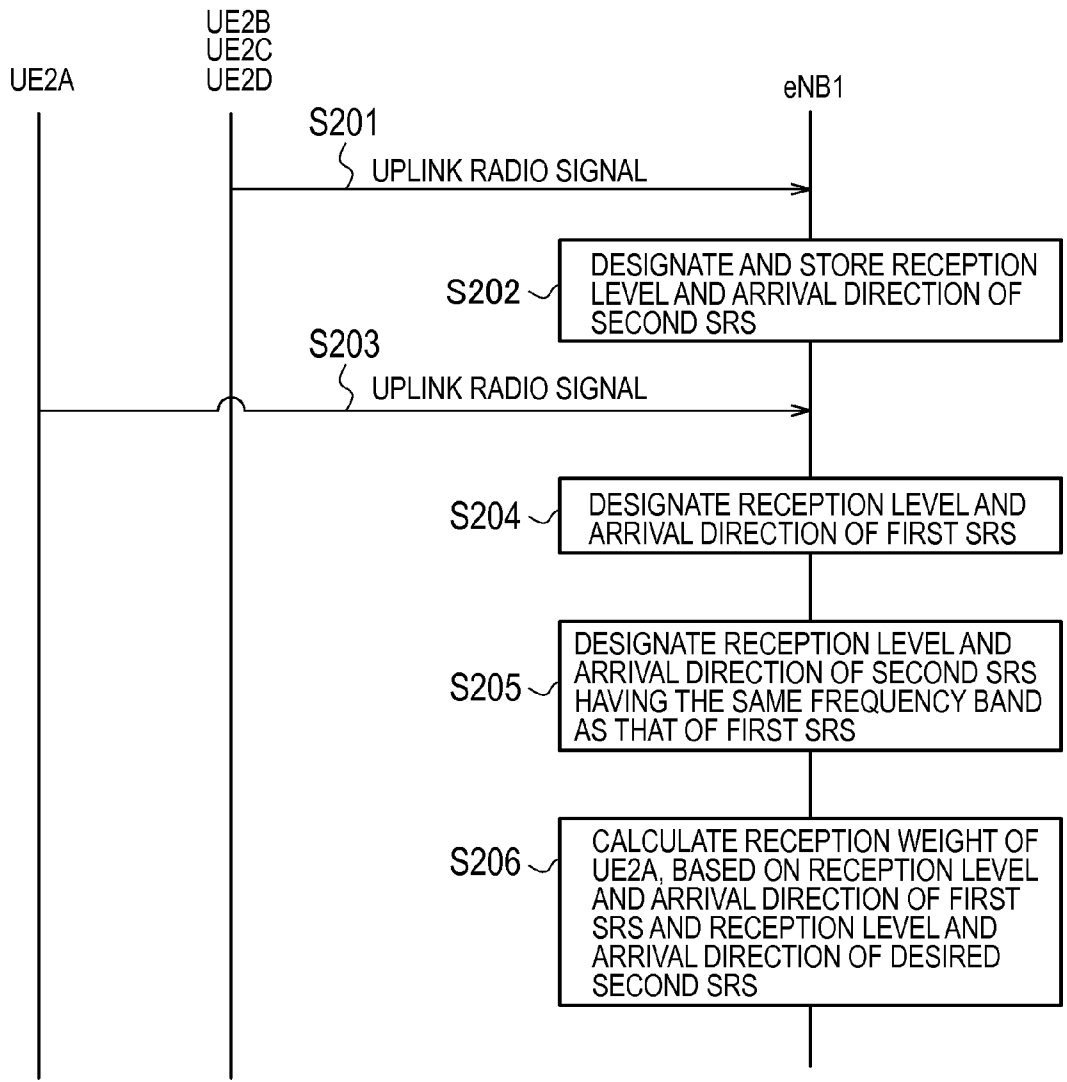 UE2B
UE2C
UE2D
UE2A
eNB1
S201
UPLINK RADIO SIGNAL
S202
DESIGNATE AND STORE RECEPTION
LEVEL AND ARRIVAL DIRECTION OF
SECOND SRS
S203
UPLINK RADIO SIGNAL
S204
DESIGNATE RECEPTION LEVEL AND
ARRIVAL DIRECTION OF FIRST SRS
S205
DESIGNATE RECEPTION LEVEL AND
ARRIVAL DIRECTION OF SECOND SRS
HAVING THE SAME FREQUENCY BAND
AS THAT OF FIRST SRS
S206
CALCULATE RECEPTION WEIGHT OF
UE2A, BASED ON RECEPTION LEVEL
AND ARRIVAL DIRECTION OF FIRST
SRS AND RECEPTION LEVEL AND
ARRIVAL DIRECTION OF DESIRED
SECOND SRS